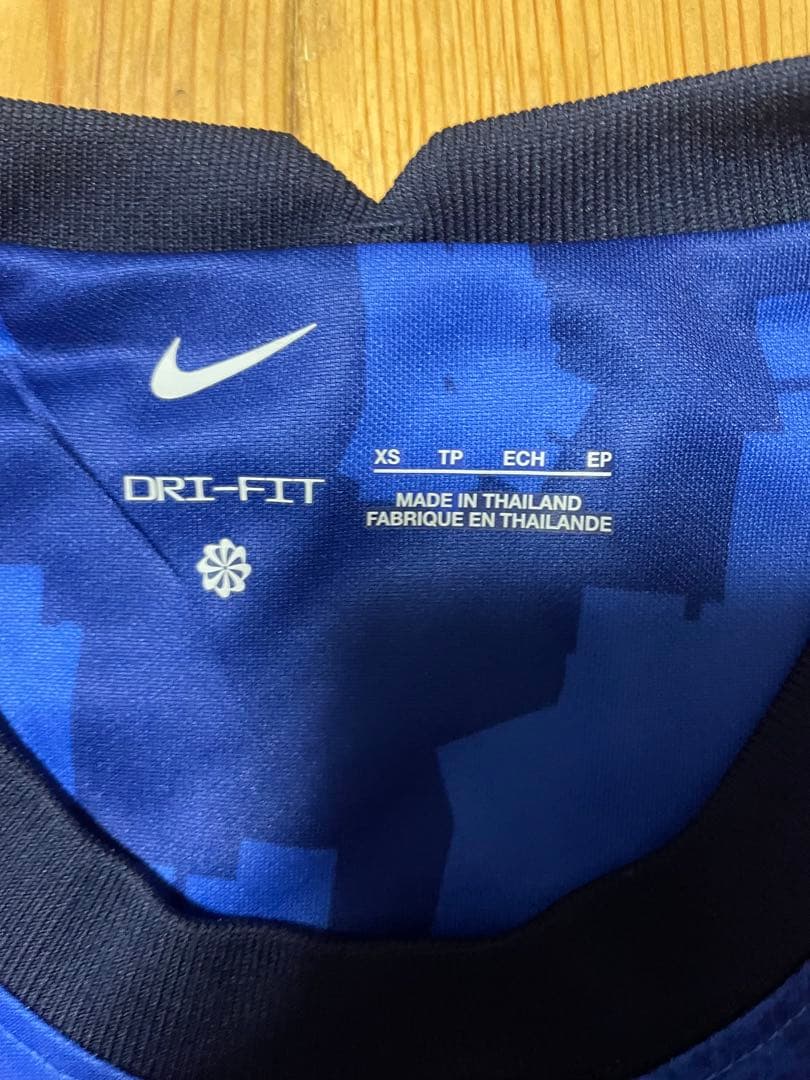 DRI-FIT
XS TP ECH EP
MADE IN THAILAND
FABRIQUE EN THAILANDE